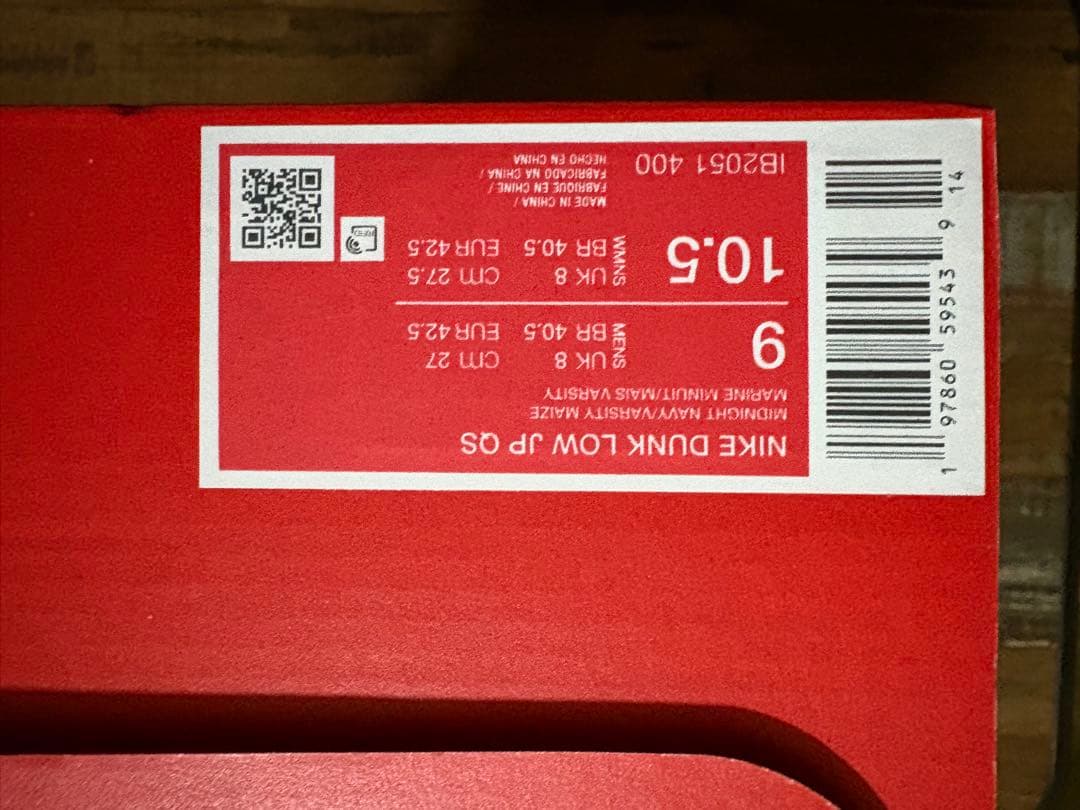 NIKE DUNK LOW JP QS
MIDNIGHT NAVY/VARSITY MAIZE
MARINE MINUIT/MAIS VARSITY
9 MENS UK 8 cm 27
BR 40.5 EUR 42.5
10.5 WMNS UK 8 cm 27.5
BR 40.5 EUR 42.5
IB2051 400
MADE IN CHINA /
FABRIQUE EN CHINE /
FABRICADO NA CHINA /
HECHO EN CHINA
1 97860 59543 9 14